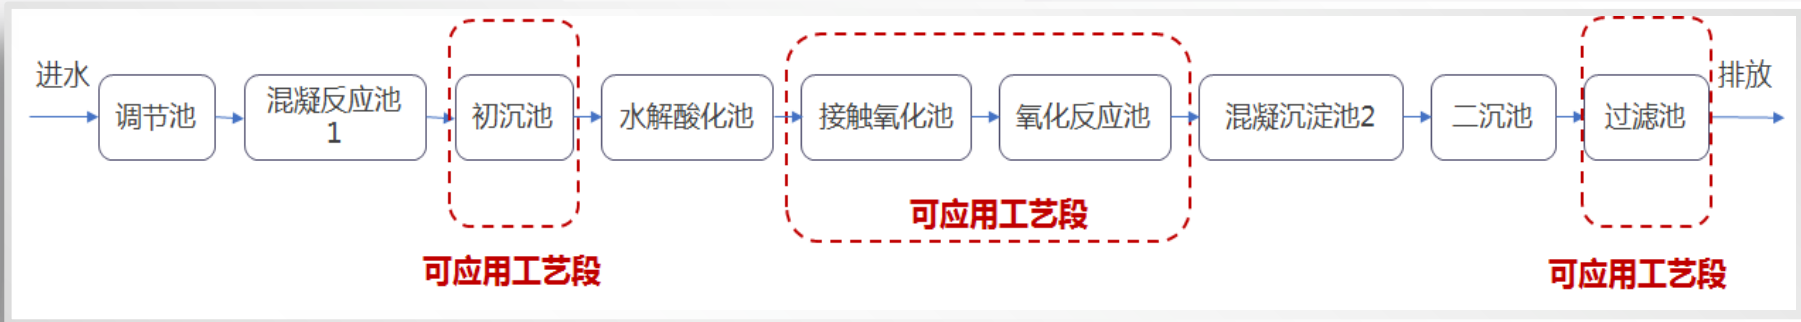 进水
调节池
混凝反应池
1
初沉池
水解酸化池
接触氧化池
氧化反应池
混凝沉淀池2
二沉池
过滤池
排放
可应用工艺段
可应用工艺段
可应用工艺段